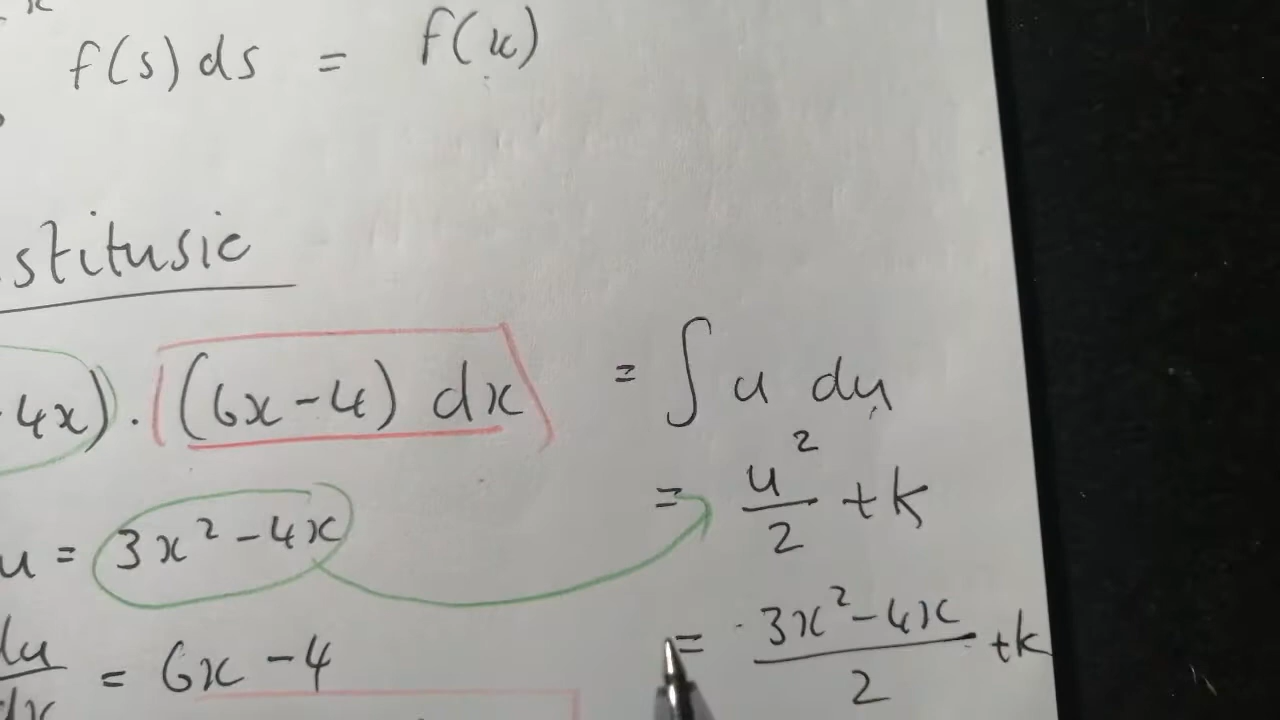 f(s) ds = f(x)
stitusie
4x) . (6x-4) dx = ∫ u du
= u²/2 + k
u = 3x² - 4x
du/dx = 6x - 4
= 3x² - 4x / 2 + k